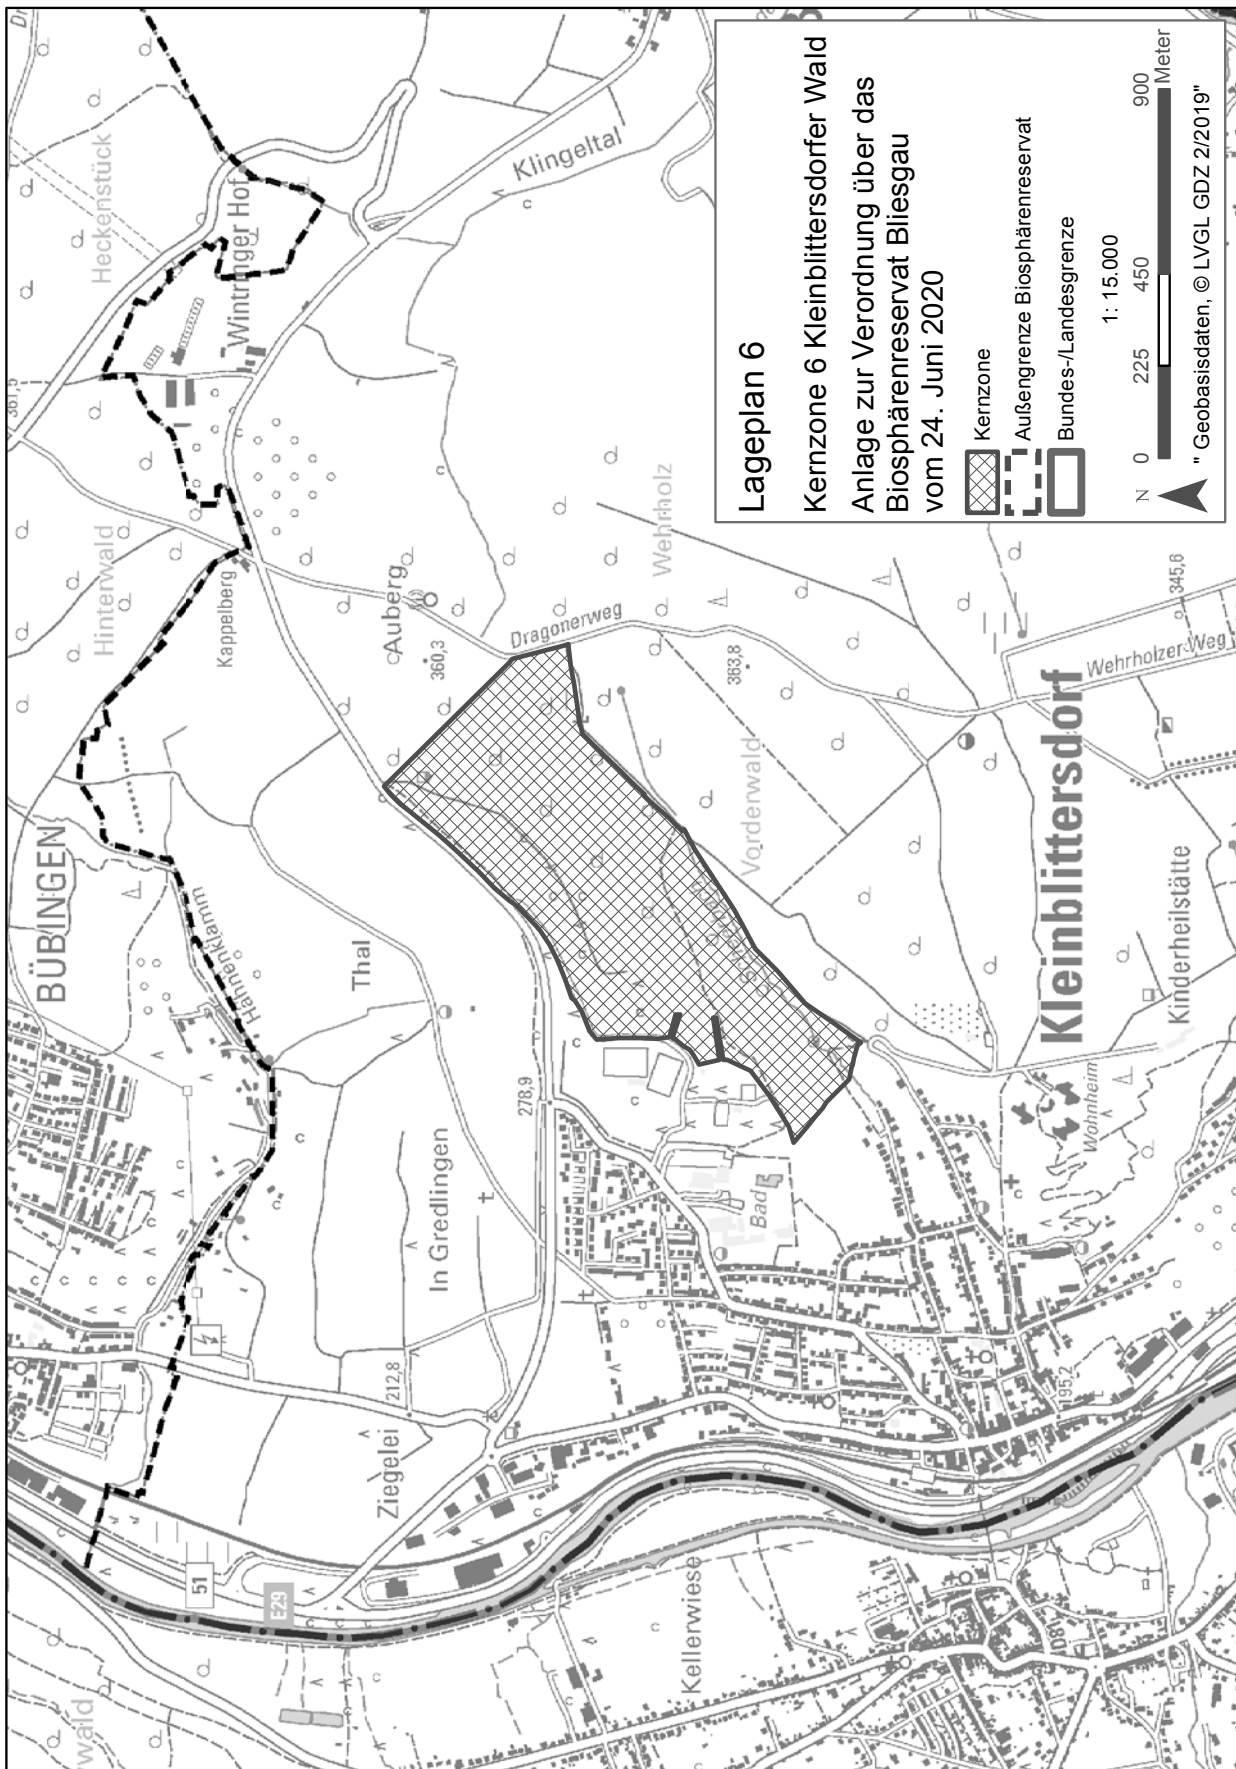 Lageplan 6
Kernzone 6 Kleinblittersdorfer Wald
Anlage zur Verordnung über das
Biosphärenreservat Bliesgau
vom 24. Juni 2020
Kernzone
Außengrenze Biosphärenreservat
Bundes-/Landesgrenze
1: 15.000
N
0 225 450 900
Meter
" Geobasisdaten, © LVGL GDZ 2/2019"
BÜBINGEN
Hinterwald
Heckenstück
Hahnenklamm
Kappelberg
Wintringer Hof
Thal
Auberg
360,3
Klingeltal
Ziegelei
212,8
In Gredlingen
278,9
Dragonerweg
Wehrholz
51
E29
Kellerwiese
Bad
Vorderwald
363,8
Kleinblittersdorf
Wohnheim
Kinderheilstätte
Wehrholzer-Weg
345,6
195,2
wald